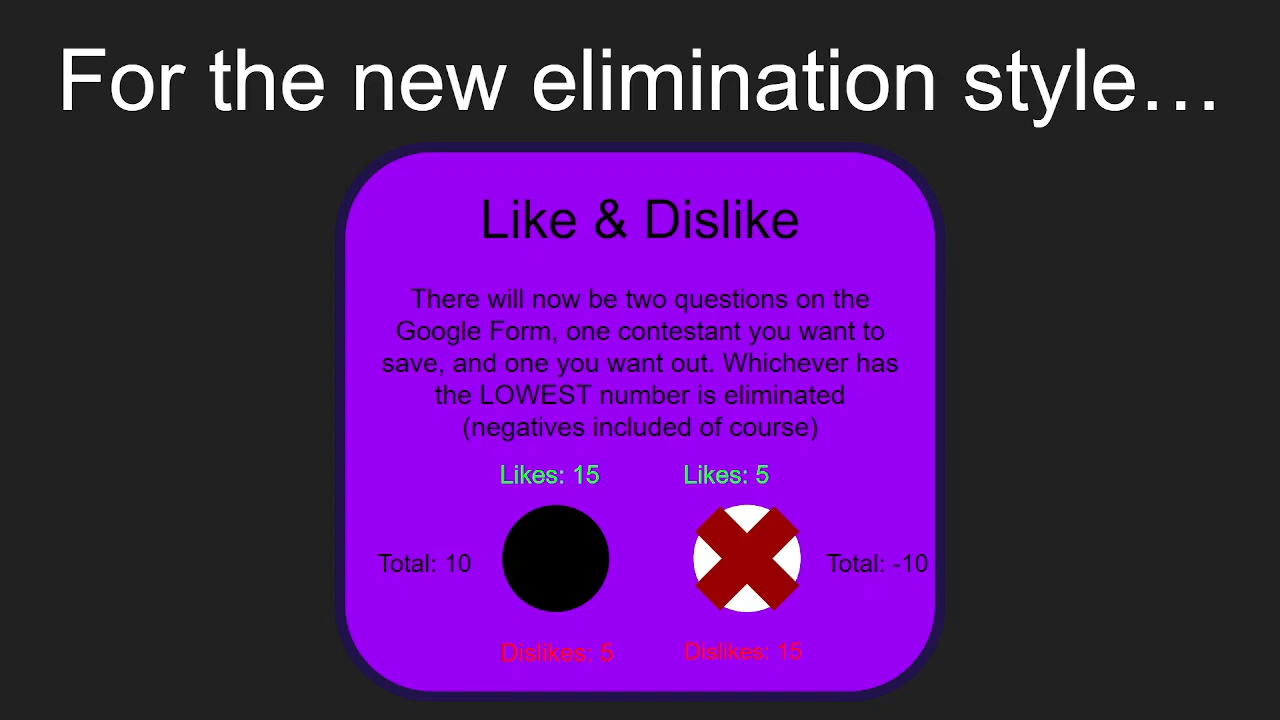 For the new elimination style…
Like & Dislike
There will now be two questions on the
Google Form, one contestant you want to
save, and one you want out. Whichever has
the LOWEST number is eliminated
(negatives included of course)
Likes: 15 Likes: 5
Total: 10 Total: -10
Dislikes: 5 Dislikes: 15